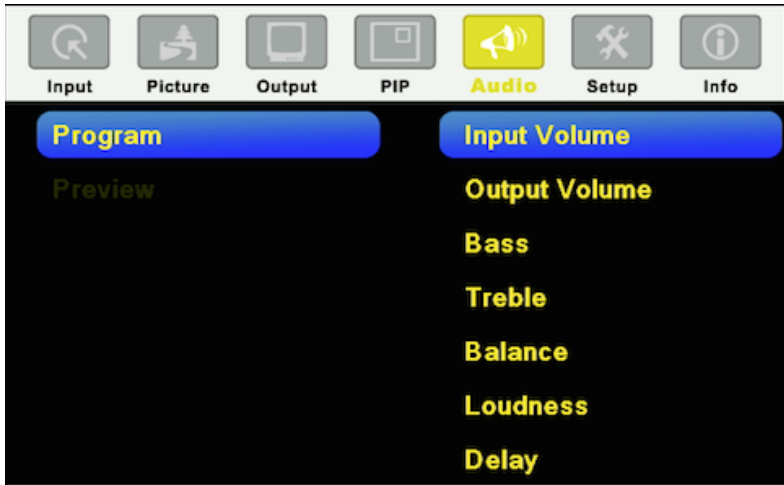 Input Picture Output PIP Audio Setup Info
Program
Preview
Input Volume
Output Volume
Bass
Treble
Balance
Loudness
Delay